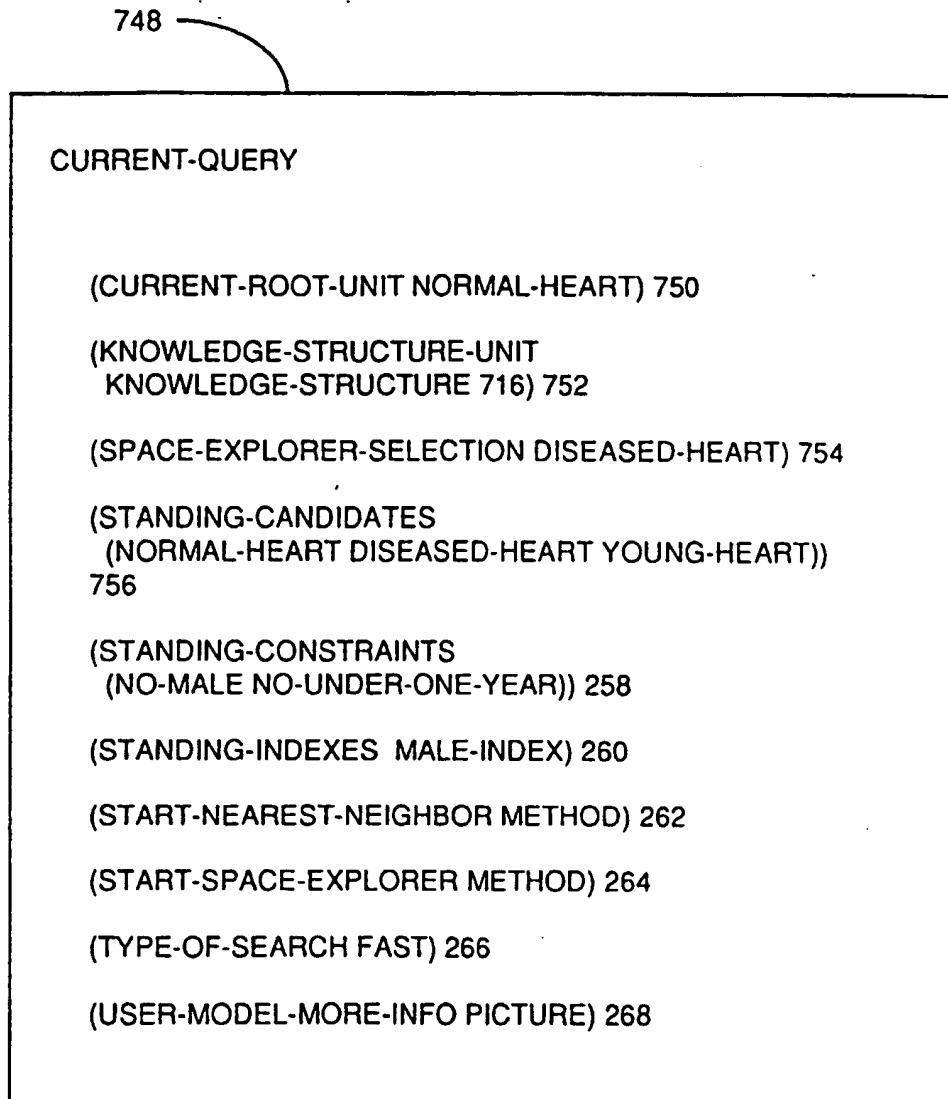 748
CURRENT-QUERY
(CURRENT-ROOT-UNIT NORMAL-HEART) 750
(KNOWLEDGE-STRUCTURE-UNIT
KNOWLEDGE-STRUCTURE 716) 752
(SPACE-EXPLORER-SELECTION DISEASED-HEART) 754
(STANDING-CANDIDATES
(NORMAL-HEART DISEASED-HEART YOUNG-HEART))
756
(STANDING-CONSTRAINTS
(NO-MALE NO-UNDER-ONE-YEAR)) 258
(STANDING-INDEXES MALE-INDEX) 260
(START-NEAREST-NEIGHBOR METHOD) 262
(START-SPACE-EXPLORER METHOD) 264
(TYPE-OF-SEARCH FAST) 266
(USER-MODEL-MORE-INFO PICTURE) 268